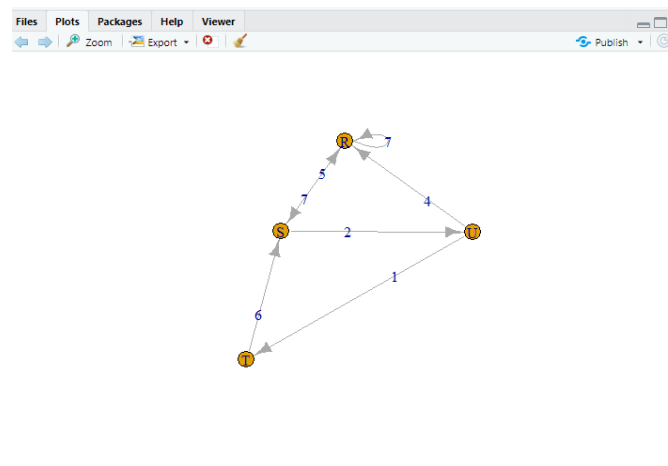 Files Plots Packages Help Viewer
Zoom Export Publish
R 7
5
7 4
S 2 U
1
6
T